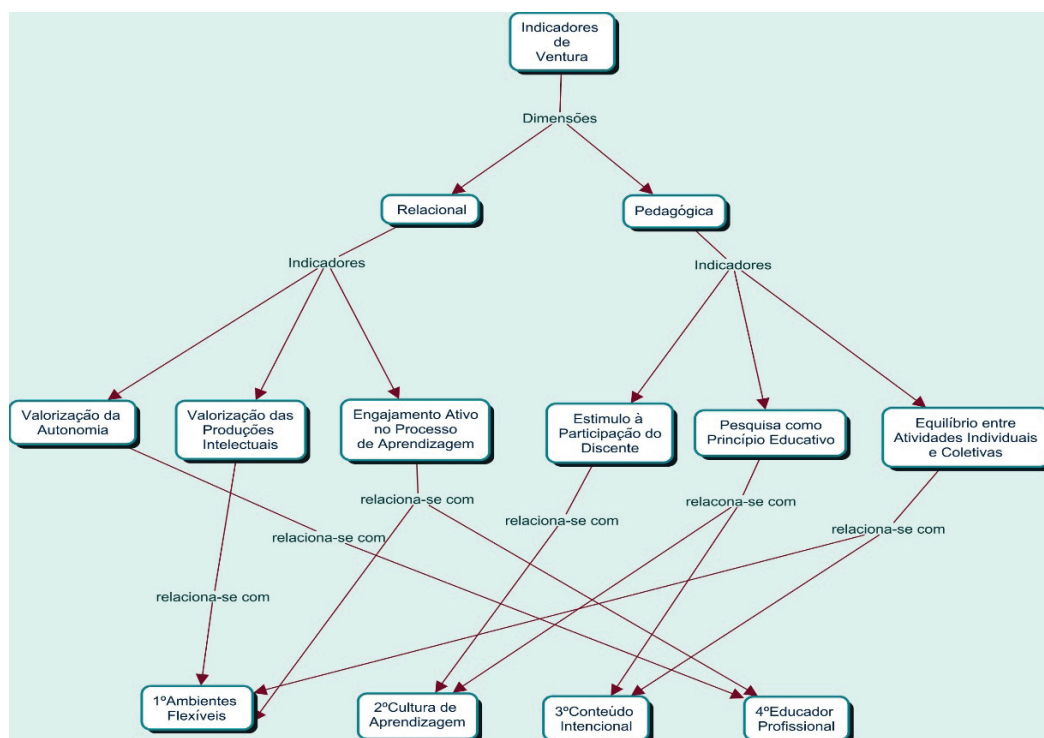 Indicadores
de
Ventura
Dimensões
Relacional
Pedagógica
Indicadores
Indicadores
Valorização da
Autonomia
Valorização das
Produções
Intelectuais
Engajamento Ativo
no Processo
de Aprendizagem
Estimulo à
Participação do
Discente
Pesquisa como
Princípio Educativo
Equilíbrio entre
Atividades Individuais
e Coletivas
relaciona-se com
relaciona-se com
relaciona-se com
relaciona-se com
relacona-se com
relaciona-se com
1ºAmbientes
Flexíveis
2ºCultura de
Aprendizagem
3ºConteúdo
Intencional
4ºEducador
Profissional